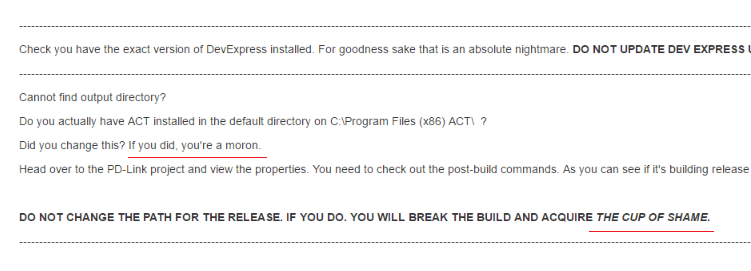 Check you have the exact version of DevExpress installed. For goodness sake that is an absolute nightmare. DO NOT UPDATE DEV EXPRESS
Cannot find output directory?
Do you actually have ACT installed in the default directory on C:\Program Files (x86) ACT\ ?
Did you change this? If you did, you're a moron.
Head over to the PD-Link project and view the properties. You need to check out the post-build commands. As you can see if it's building release
DO NOT CHANGE THE PATH FOR THE RELEASE. IF YOU DO. YOU WILL BREAK THE BUILD AND ACQUIRE THE CUP OF SHAME.